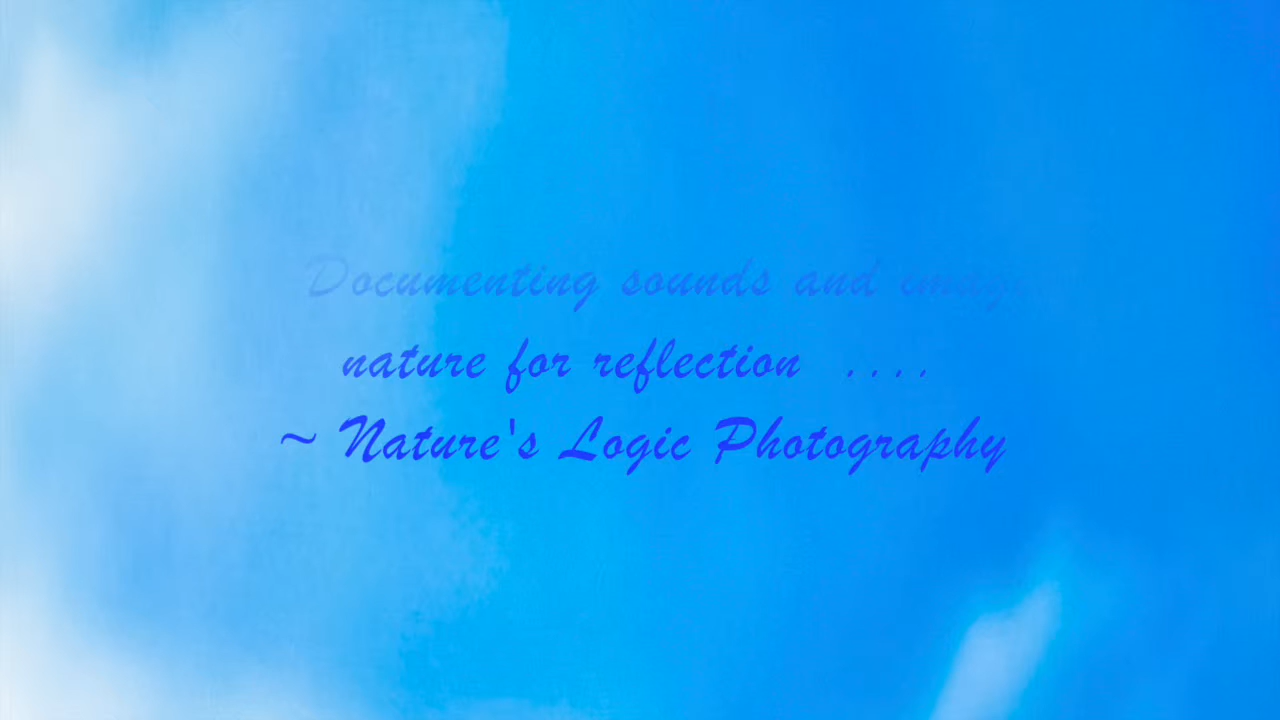 Documenting sounds and
nature for reflection ....
~ Nature's Logic Photography